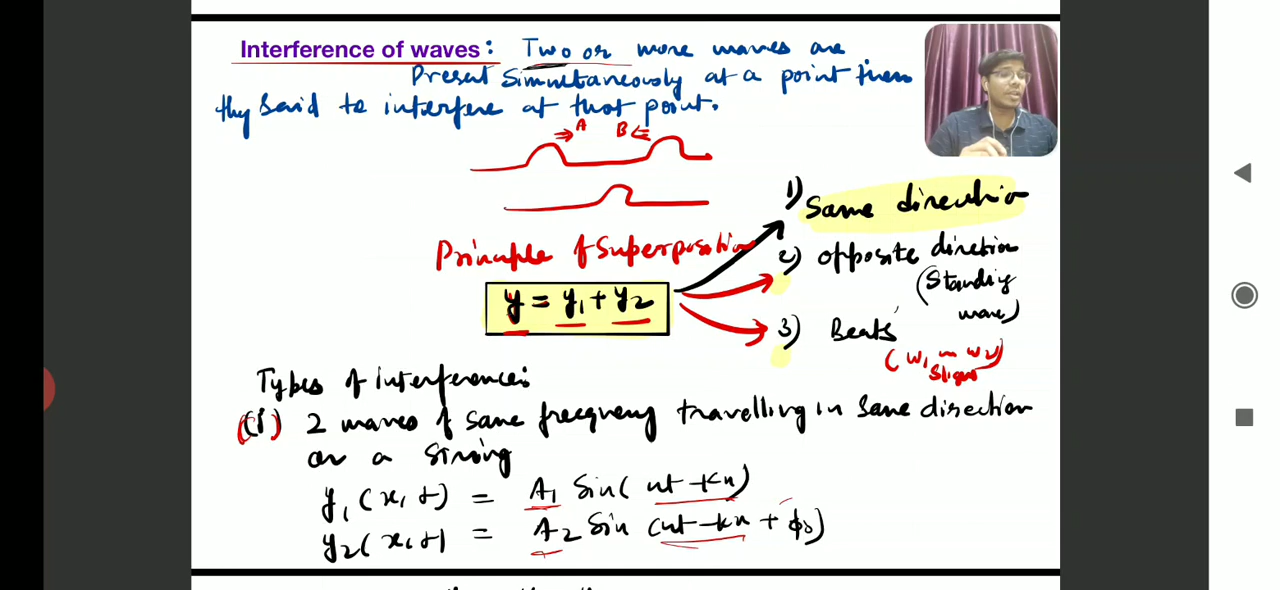 Interference of waves: Two or more waves are
Present Simultaneously at a point then
thy said to interfere at that point.
A B
Principle of Superposition
y = y1 + y2
1) Same direction
2) opposite direction
(Standing
wave)
3) Beats
(ω1 ~ ω2)
Slight
Types of interference:
(i) 2 waves of same frequency travelling in same direction
on a string
y1(x,t) = A1 Sin(ωt - kx)
y2(x,t) = A2 Sin(ωt - kx + ϕ0)